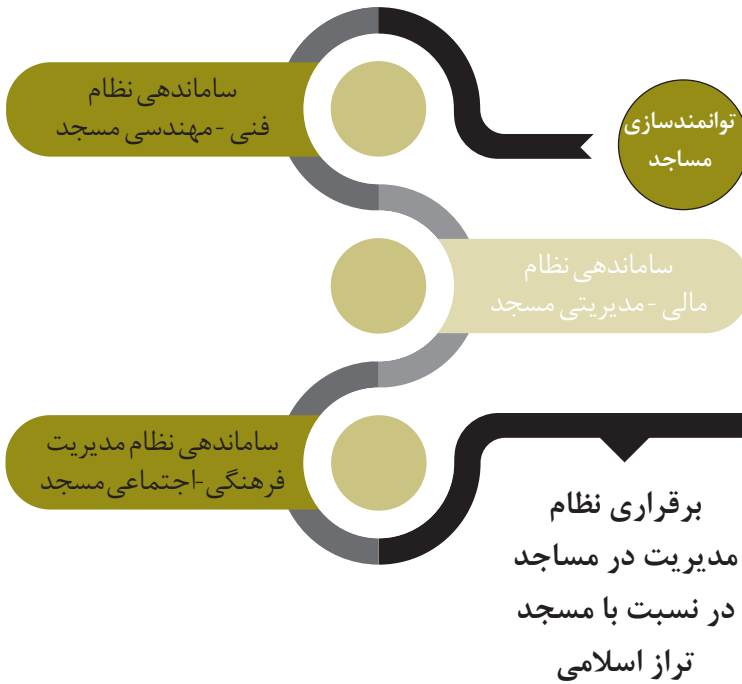 توانمندسازی
مساجد
ساماندهی نظام
فنی - مهندسی مسجد
ساماندهی نظام
مالی - مدیریتی مسجد
ساماندهی نظام مدیریت
فرهنگی-اجتماعی مسجد
برقراری نظام
مدیریت در مساجد
در نسبت با مسجد
تراز اسلامی